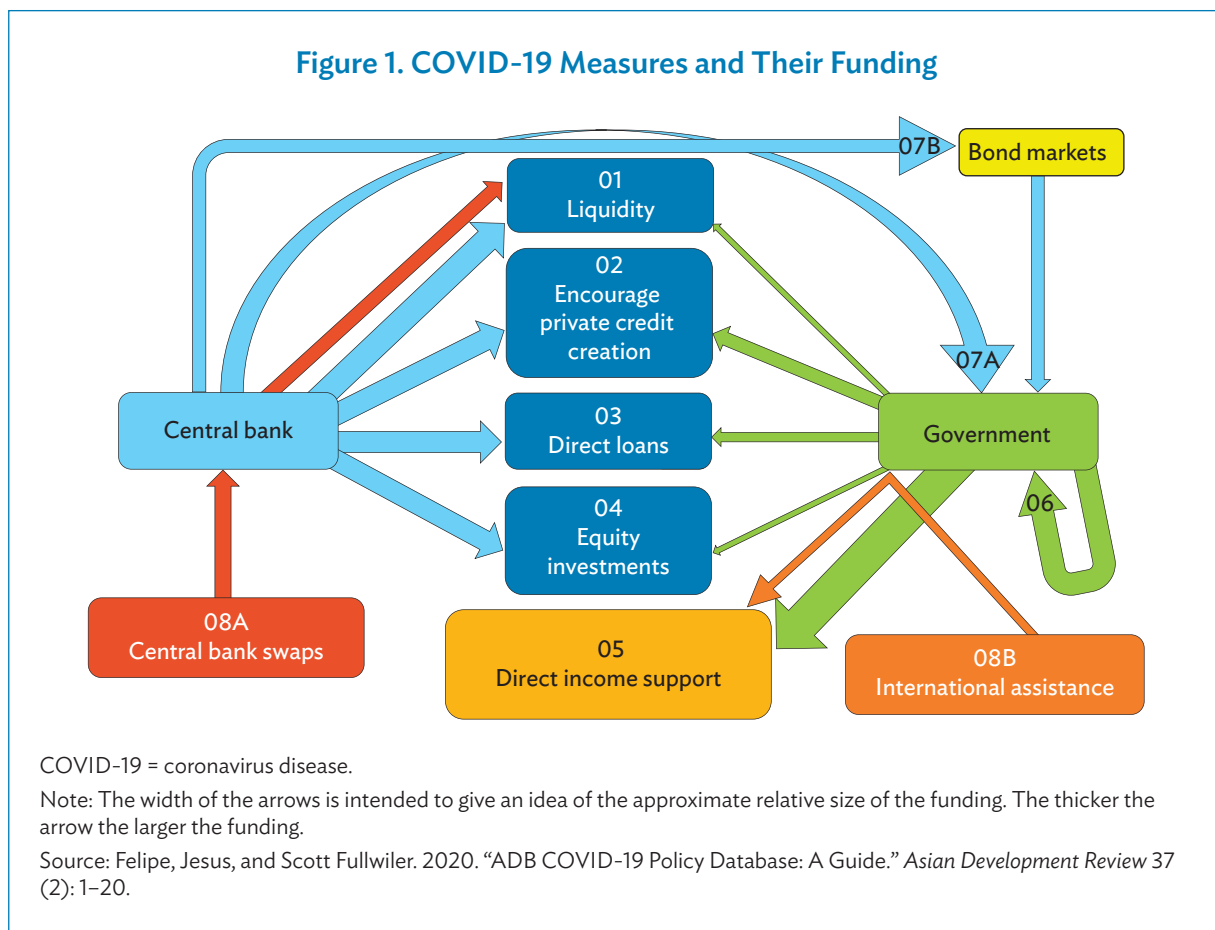 Figure 1. COVID-19 Measures and Their Funding
07B
Bond markets
01
Liquidity
02
Encourage
private credit
creation
07A
Central bank
03
Direct loans
Government
04
Equity
investments
06
08A
Central bank swaps
05
Direct income support
08B
International assistance
COVID-19 = coronavirus disease.
Note: The width of the arrows is intended to give an idea of the approximate relative size of the funding. The thicker the
arrow the larger the funding.
Source: Felipe, Jesus, and Scott Fullwiler. 2020. “ADB COVID-19 Policy Database: A Guide.” Asian Development Review 37
(2): 1–20.